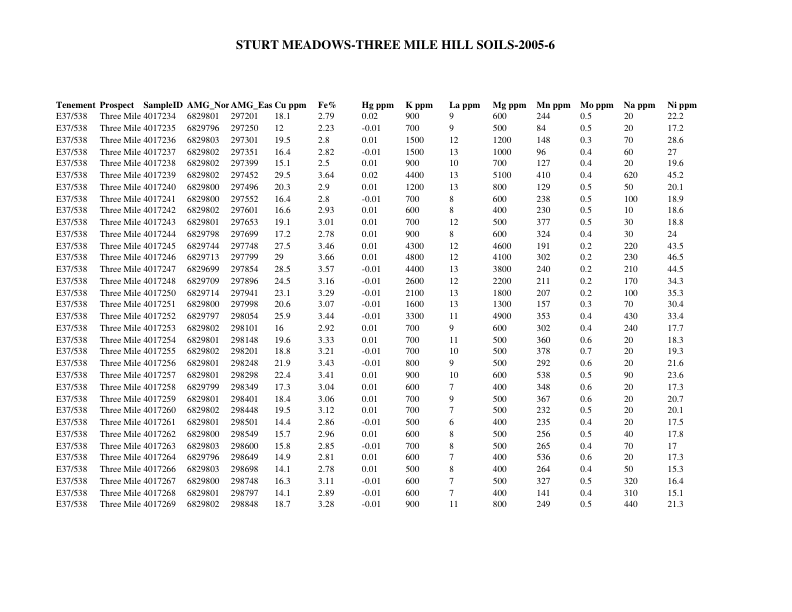 STURT MEADOWS-THREE MILE HILL SOILS-2005-6
Tenement Prospect SampleID AMG_Nor AMG_Eas Cu ppm Fe% Hg ppm K ppm La ppm Mg ppm Mn ppm Mo ppm Na ppm Ni ppm
E37/538 Three Mile 4017234 6829801 297201 18.1 2.79 0.02 900 9 600 244 0.5 20 22.2
E37/538 Three Mile 4017235 6829796 297250 12 2.23 -0.01 700 9 500 84 0.5 20 17.2
E37/538 Three Mile 4017236 6829803 297301 19.5 2.8 0.01 1500 12 1200 148 0.3 70 28.6
E37/538 Three Mile 4017237 6829802 297351 16.4 2.82 -0.01 1500 13 1000 96 0.4 60 27
E37/538 Three Mile 4017238 6829802 297399 15.1 2.5 0.01 900 10 700 127 0.4 20 19.6
E37/538 Three Mile 4017239 6829802 297452 29.5 3.64 0.02 4400 13 5100 410 0.4 620 45.2
E37/538 Three Mile 4017240 6829800 297496 20.3 2.9 0.01 1200 13 800 129 0.5 50 20.1
E37/538 Three Mile 4017241 6829800 297552 16.4 2.8 -0.01 700 8 600 238 0.5 100 18.9
E37/538 Three Mile 4017242 6829802 297601 16.6 2.93 0.01 600 8 400 230 0.5 10 18.6
E37/538 Three Mile 4017243 6829801 297653 19.1 3.01 0.01 700 12 500 377 0.5 30 18.8
E37/538 Three Mile 4017244 6829798 297699 17.2 2.78 0.01 900 8 600 324 0.4 30 24
E37/538 Three Mile 4017245 6829744 297748 27.5 3.46 0.01 4300 12 4600 191 0.2 220 43.5
E37/538 Three Mile 4017246 6829713 297799 29 3.66 0.01 4800 12 4100 302 0.2 230 46.5
E37/538 Three Mile 4017247 6829699 297854 28.5 3.57 -0.01 4400 13 3800 240 0.2 210 44.5
E37/538 Three Mile 4017248 6829709 297896 24.5 3.16 -0.01 2600 12 2200 211 0.2 170 34.3
E37/538 Three Mile 4017250 6829714 297941 23.1 3.29 0.01 2100 13 1800 207 0.2 100 35.3
E37/538 Three Mile 4017251 6829800 297998 20.6 3.07 -0.01 1600 13 1300 157 0.3 70 30.4
E37/538 Three Mile 4017252 6829797 298054 25.9 3.44 -0.01 3300 11 4900 353 0.4 430 33.4
E37/538 Three Mile 4017253 6829802 298101 16 2.92 0.01 700 9 600 302 0.4 240 17.7
E37/538 Three Mile 4017254 6829801 298148 19.6 3.33 0.01 700 11 500 360 0.6 20 18.3
E37/538 Three Mile 4017255 6829802 298201 18.8 3.21 -0.01 700 10 500 378 0.7 20 19.3
E37/538 Three Mile 4017256 6829801 298248 21.9 3.43 -0.01 800 9 500 292 0.6 20 21.6
E37/538 Three Mile 4017257 6829801 298298 22.4 3.41 0.01 900 10 600 538 0.5 90 23.6
E37/538 Three Mile 4017258 6829799 298349 17.3 3.04 0.01 600 7 400 348 0.6 20 17.3
E37/538 Three Mile 4017259 6829801 298401 18.4 3.06 0.01 700 9 500 367 0.6 20 20.7
E37/538 Three Mile 4017260 6829802 298448 19.5 3.12 0.01 700 7 500 232 0.5 20 20.1
E37/538 Three Mile 4017261 6829801 298501 14.4 2.86 -0.01 500 6 400 235 0.4 20 17.5
E37/538 Three Mile 4017262 6829800 298549 15.7 2.96 0.01 600 8 500 256 0.5 40 17.8
E37/538 Three Mile 4017263 6829803 298600 15.8 2.85 -0.01 700 8 500 265 0.4 70 17
E37/538 Three Mile 4017264 6829796 298649 14.9 2.81 0.01 600 7 400 536 0.6 20 17.3
E37/538 Three Mile 4017266 6829803 298698 14.1 2.78 0.01 500 8 400 264 0.4 50 15.3
E37/538 Three Mile 4017267 6829800 298748 16.3 3.11 -0.01 600 7 500 327 0.5 320 16.4
E37/538 Three Mile 4017268 6829801 298797 14.1 2.89 -0.01 600 7 400 141 0.4 310 15.1
E37/538 Three Mile 4017269 6829802 298848 18.7 3.28 -0.01 900 11 800 249 0.5 440 21.3